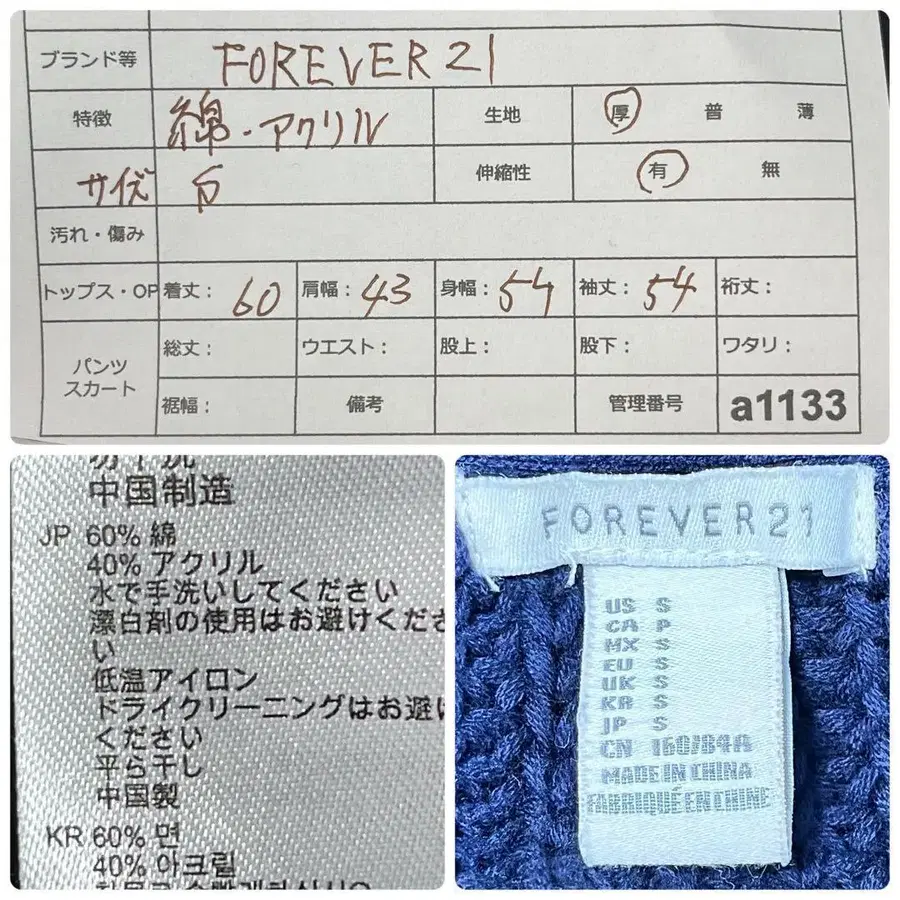 ブランド等 FOREVER 21
特徴 綿・アクリル 生地 厚 普 薄
サイズ 伸縮性 有 無
汚れ・傷み
トップス・OP 着丈: 60 肩幅: 43 身幅: 54 袖丈: 54 裄丈:
パンツ スカート 総丈: ウエスト: 股上: 股下: ワタリ:
裾幅: 備考 管理番号 a1133
中国制造
JP 60% 綿
40% アクリル
水で手洗いしてください
漂白剤の使用はお避けくださ
い
低温アイロン
ドライクリーニングはお避け
ください
平ら干し
中国製
KR 60% 면
40% 아크릴
FOREVER 21
US S
CA P
MX S
EU S
UK S
KR S
JP S
CN 160/84A
MADE IN CHINA
FABRIQUÉ EN CHINE